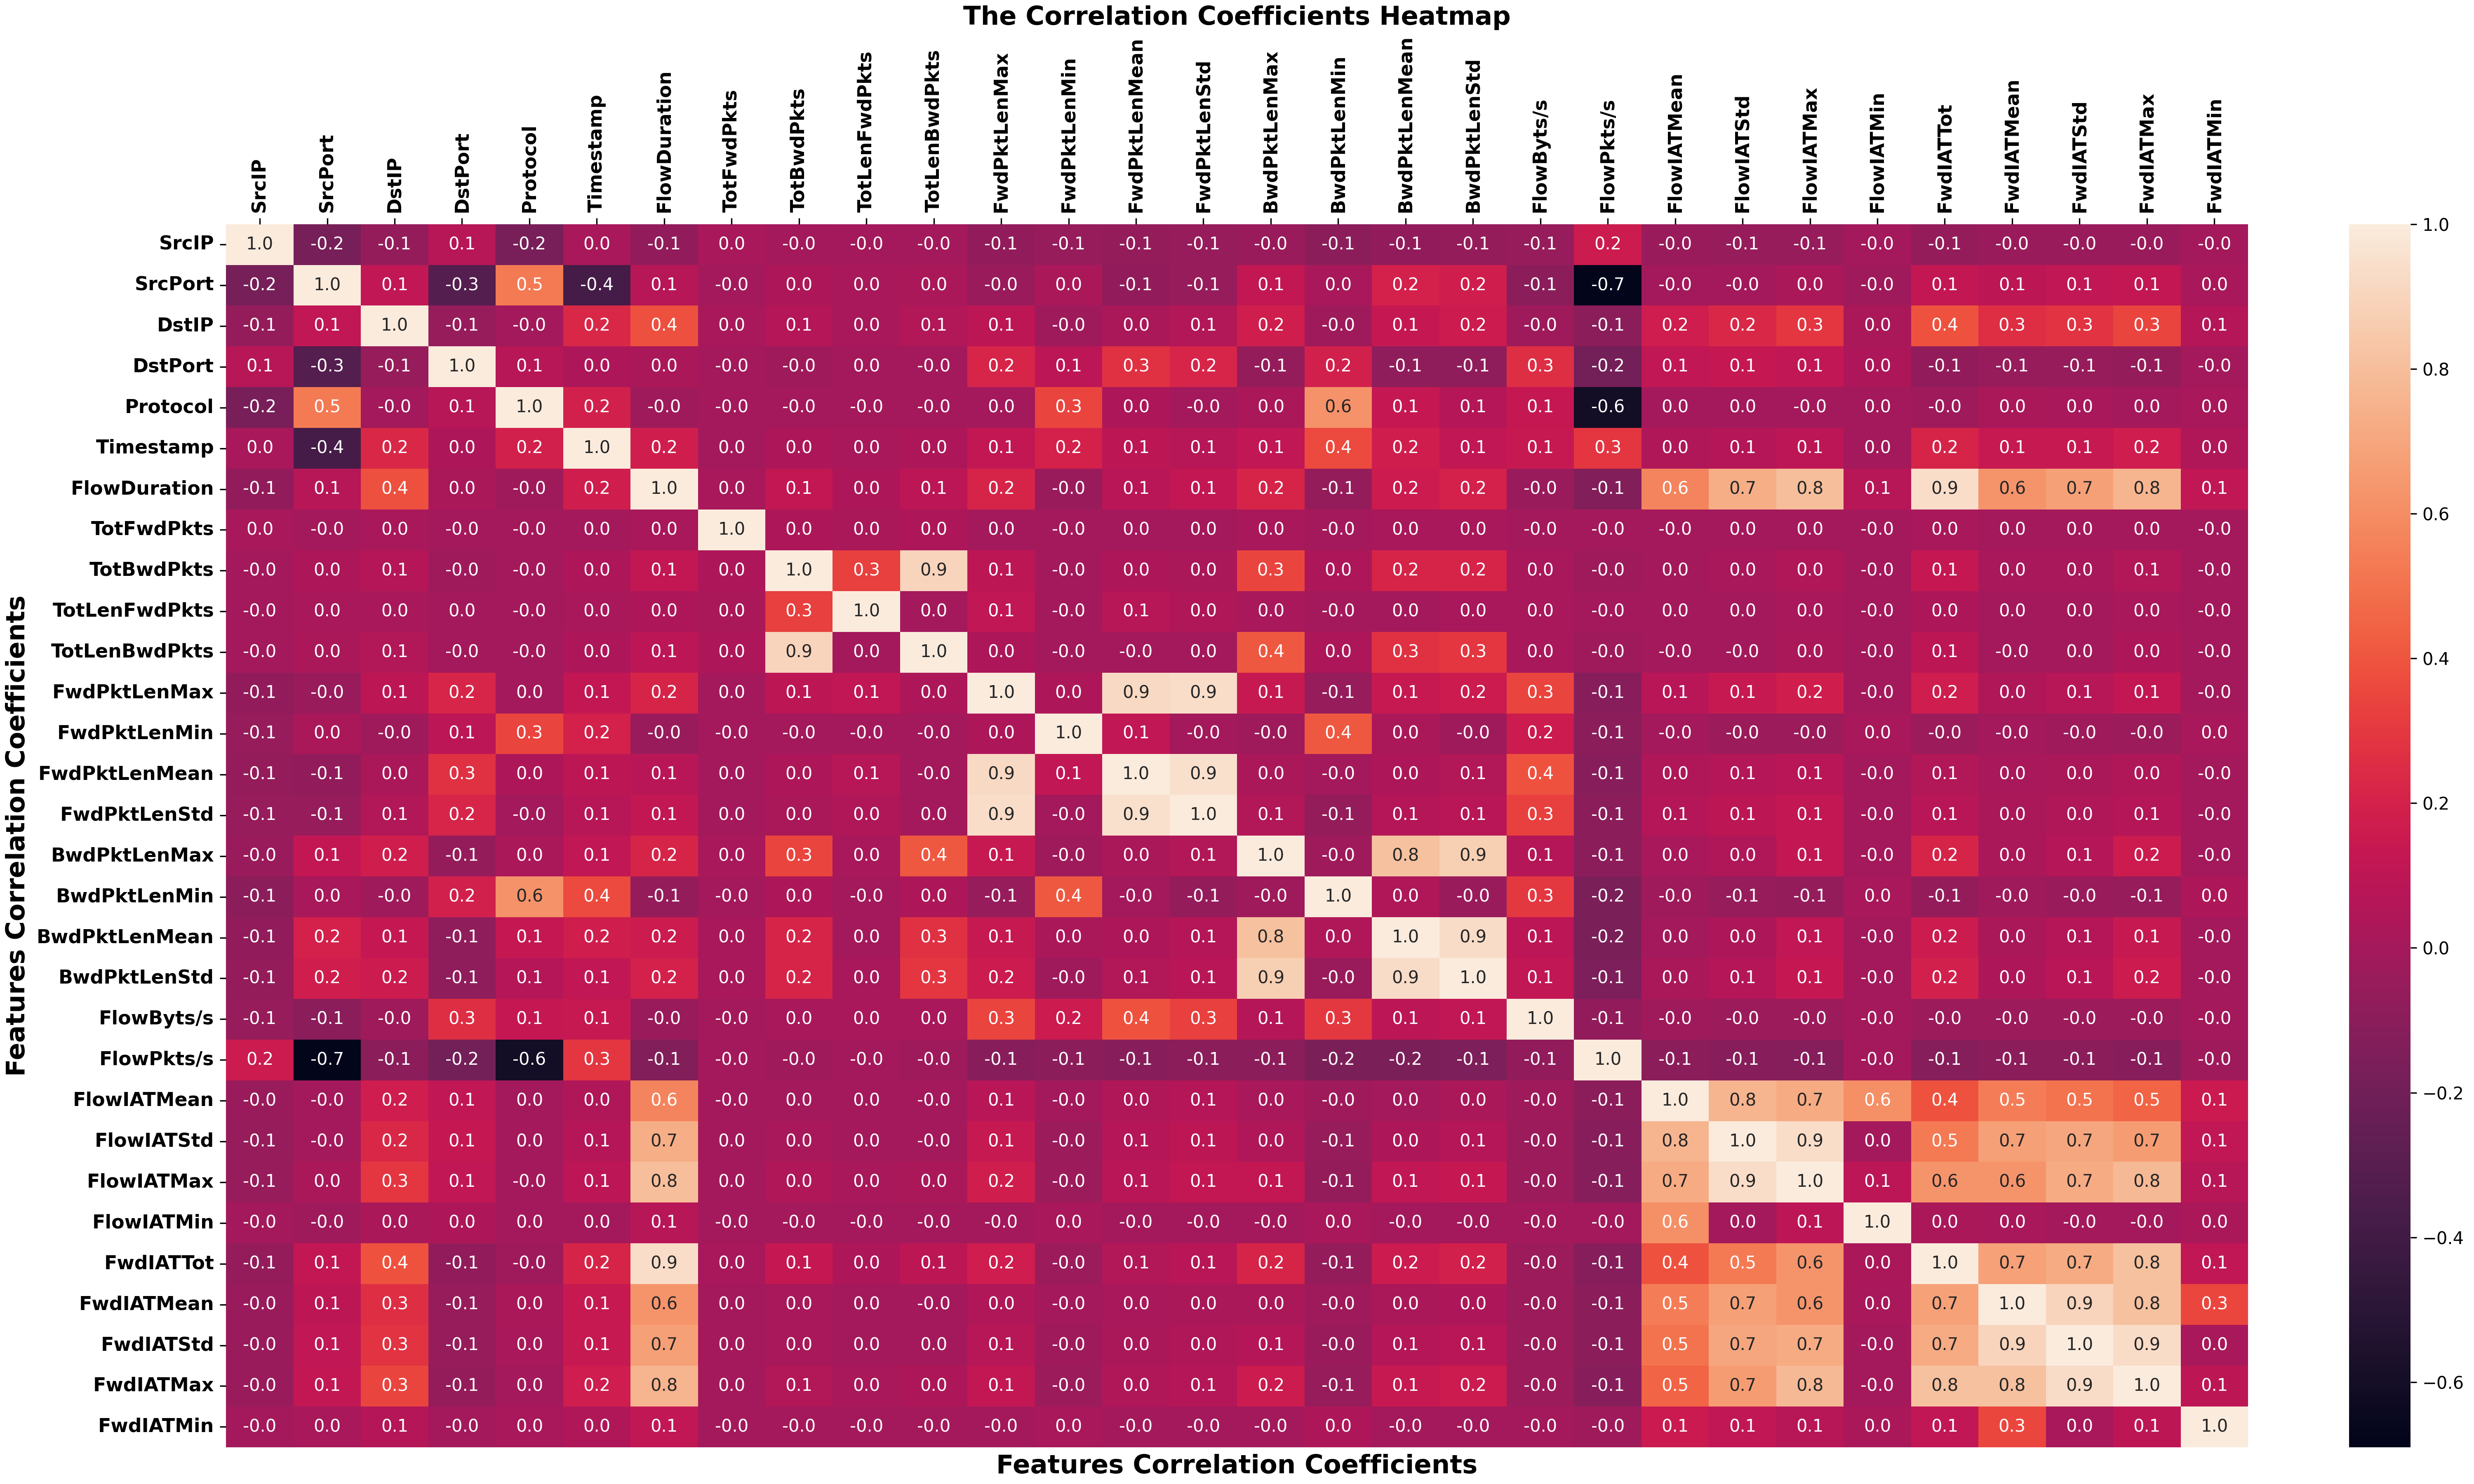 The Correlation Coefficients Heatmap
SrcIP SrcPort DstIP DstPort Protocol Timestamp FlowDuration TotFwdPkts TotBwdPkts TotLenFwdPkts TotLenBwdPkts FwdPktLenMax FwdPktLenMin FwdPktLenMean FwdPktLenStd BwdPktLenMax BwdPktLenMin BwdPktLenMean BwdPktLenStd FlowByts/s FlowPkts/s FlowIATMean FlowIATStd FlowIATMax FlowIATMin FwdIATTot FwdIATMean FwdIATStd FwdIATMax FwdIATMin
SrcIP 1.0 -0.2 -0.1 0.1 -0.2 0.0 -0.1 0.0 -0.0 -0.0 -0.0 -0.1 -0.1 -0.1 -0.1 -0.0 -0.1 -0.1 -0.1 -0.1 0.2 -0.0 -0.1 -0.1 -0.0 -0.1 -0.0 -0.0 -0.0 -0.0
SrcPort -0.2 1.0 0.1 -0.3 0.5 -0.4 0.1 -0.0 0.0 0.0 0.0 -0.0 0.0 -0.1 -0.1 0.1 0.0 0.2 0.2 -0.1 -0.7 -0.0 -0.0 0.0 -0.0 0.1 0.1 0.1 0.1 0.0
DstIP -0.1 0.1 1.0 -0.1 -0.0 0.2 0.4 0.0 0.1 0.0 0.1 0.1 -0.0 0.0 0.1 0.2 -0.0 0.1 0.2 -0.0 -0.1 0.2 0.2 0.3 0.0 0.4 0.3 0.3 0.3 0.1
DstPort 0.1 -0.3 -0.1 1.0 0.1 0.0 0.0 -0.0 -0.0 0.0 -0.0 0.2 0.1 0.3 0.2 -0.1 0.2 -0.1 -0.1 0.3 -0.2 0.1 0.1 0.1 0.0 -0.1 -0.1 -0.1 -0.1 -0.0
Protocol -0.2 0.5 -0.0 0.1 1.0 0.2 -0.0 -0.0 -0.0 -0.0 -0.0 0.0 0.3 0.0 -0.0 0.0 0.6 0.1 0.1 0.1 -0.6 0.0 0.0 -0.0 0.0 -0.0 0.0 0.0 0.0 0.0
Timestamp 0.0 -0.4 0.2 0.0 0.2 1.0 0.2 0.0 0.0 0.0 0.0 0.1 0.2 0.1 0.1 0.1 0.4 0.2 0.1 0.1 0.3 0.0 0.1 0.1 0.0 0.2 0.1 0.1 0.2 0.0
FlowDuration -0.1 0.1 0.4 0.0 -0.0 0.2 1.0 0.0 0.1 0.0 0.1 0.2 -0.0 0.1 0.1 0.2 -0.1 0.2 0.2 -0.0 -0.1 0.6 0.7 0.8 0.1 0.9 0.6 0.7 0.8 0.1
TotFwdPkts 0.0 -0.0 0.0 -0.0 -0.0 0.0 0.0 1.0 0.0 0.0 0.0 0.0 -0.0 0.0 0.0 0.0 -0.0 0.0 0.0 -0.0 -0.0 -0.0 0.0 0.0 -0.0 0.0 0.0 0.0 0.0 -0.0
TotBwdPkts -0.0 0.0 0.1 -0.0 -0.0 0.0 0.1 0.0 1.0 0.3 0.9 0.1 -0.0 0.0 0.0 0.3 0.0 0.2 0.2 0.0 -0.0 0.0 0.0 0.0 -0.0 0.1 0.0 0.0 0.1 -0.0
TotLenFwdPkts -0.0 0.0 0.0 0.0 -0.0 0.0 0.0 0.0 0.3 1.0 0.0 0.1 -0.0 0.1 0.0 0.0 -0.0 0.0 0.0 0.0 -0.0 0.0 0.0 0.0 -0.0 0.0 0.0 0.0 0.0 -0.0
TotLenBwdPkts -0.0 0.0 0.1 -0.0 -0.0 0.0 0.1 0.0 0.9 0.0 1.0 0.0 -0.0 -0.0 0.0 0.4 0.0 0.3 0.3 0.0 -0.0 -0.0 -0.0 0.0 -0.0 0.1 -0.0 0.0 0.0 -0.0
FwdPktLenMax -0.1 -0.0 0.1 0.2 0.0 0.1 0.2 0.0 0.1 0.1 0.0 1.0 0.0 0.9 0.9 0.1 -0.1 0.1 0.2 0.3 -0.1 0.1 0.1 0.2 -0.0 0.2 0.0 0.1 0.1 -0.0
FwdPktLenMin -0.1 0.0 -0.0 0.1 0.3 0.2 -0.0 -0.0 -0.0 -0.0 -0.0 0.0 1.0 0.1 -0.0 -0.0 0.4 0.0 -0.0 0.2 -0.1 -0.0 -0.0 -0.0 0.0 -0.0 -0.0 -0.0 -0.0 0.0
FwdPktLenMean -0.1 -0.1 0.0 0.3 0.0 0.1 0.1 0.0 0.0 0.1 -0.0 0.9 0.1 1.0 0.9 0.0 -0.0 0.0 0.1 0.4 -0.1 0.0 0.1 0.1 -0.0 0.1 0.0 0.0 0.0 -0.0
FwdPktLenStd -0.1 -0.1 0.1 0.2 -0.0 0.1 0.1 0.0 0.0 0.0 0.0 0.9 -0.0 0.9 1.0 0.1 -0.1 0.1 0.1 0.3 -0.1 0.1 0.1 0.1 -0.0 0.1 0.0 0.0 0.1 -0.0
BwdPktLenMax -0.0 0.1 0.2 -0.1 0.0 0.1 0.2 0.0 0.3 0.0 0.4 0.1 -0.0 0.0 0.1 1.0 -0.0 0.8 0.9 0.1 -0.1 0.0 0.0 0.1 -0.0 0.2 0.0 0.1 0.2 -0.0
BwdPktLenMin -0.1 0.0 -0.0 0.2 0.6 0.4 -0.1 -0.0 0.0 -0.0 0.0 -0.1 0.4 -0.0 -0.1 -0.0 1.0 0.0 -0.0 0.3 -0.2 -0.0 -0.1 -0.1 0.0 -0.1 -0.0 -0.0 -0.1 0.0
BwdPktLenMean -0.1 0.2 0.1 -0.1 0.1 0.2 0.2 0.0 0.2 0.0 0.3 0.1 0.0 0.0 0.1 0.8 0.0 1.0 0.9 0.1 -0.2 0.0 0.0 0.1 -0.0 0.2 0.0 0.1 0.1 -0.0
BwdPktLenStd -0.1 0.2 0.2 -0.1 0.1 0.1 0.2 0.0 0.2 0.0 0.3 0.2 -0.0 0.1 0.1 0.9 -0.0 0.9 1.0 0.1 -0.1 0.0 0.1 0.1 -0.0 0.2 0.0 0.1 0.2 -0.0
FlowByts/s -0.1 -0.1 -0.0 0.3 0.1 0.1 -0.0 -0.0 0.0 0.0 0.0 0.3 0.2 0.4 0.3 0.1 0.3 0.1 0.1 1.0 -0.1 -0.0 -0.0 -0.0 -0.0 -0.0 -0.0 -0.0 -0.0 -0.0
FlowPkts/s 0.2 -0.7 -0.1 -0.2 -0.6 0.3 -0.1 -0.0 -0.0 -0.0 -0.0 -0.1 -0.1 -0.1 -0.1 -0.1 -0.2 -0.2 -0.1 -0.1 1.0 -0.1 -0.1 -0.1 -0.0 -0.1 -0.1 -0.1 -0.1 -0.0
FlowIATMean -0.0 -0.0 0.2 0.1 0.0 0.0 0.6 -0.0 0.0 0.0 -0.0 0.1 -0.0 0.0 0.1 0.0 -0.0 0.0 0.0 -0.0 -0.1 1.0 0.8 0.7 0.6 0.4 0.5 0.5 0.5 0.1
FlowIATStd -0.1 -0.0 0.2 0.1 0.0 0.1 0.7 0.0 0.0 0.0 -0.0 0.1 -0.0 0.1 0.1 0.0 -0.1 0.0 0.1 -0.0 -0.1 0.8 1.0 0.9 0.0 0.5 0.7 0.7 0.7 0.1
FlowIATMax -0.1 0.0 0.3 0.1 -0.0 0.1 0.8 0.0 0.0 0.0 0.0 0.2 -0.0 0.1 0.1 0.1 -0.1 0.1 0.1 -0.0 -0.1 0.7 0.9 1.0 0.1 0.6 0.6 0.7 0.8 0.1
FlowIATMin -0.0 -0.0 0.0 0.0 0.0 0.0 0.1 -0.0 -0.0 -0.0 -0.0 -0.0 0.0 -0.0 -0.0 -0.0 0.0 -0.0 -0.0 -0.0 -0.0 0.6 0.0 0.1 1.0 0.0 0.0 -0.0 -0.0 0.0
FwdIATTot -0.1 0.1 0.4 -0.1 -0.0 0.2 0.9 0.0 0.1 0.0 0.1 0.2 -0.0 0.1 0.1 0.2 -0.1 0.2 0.2 -0.0 -0.1 0.4 0.5 0.6 0.0 1.0 0.7 0.7 0.8 0.1
FwdIATMean -0.0 0.1 0.3 -0.1 0.0 0.1 0.6 0.0 0.0 0.0 -0.0 0.0 -0.0 0.0 0.0 0.0 -0.0 0.0 0.0 -0.0 -0.1 0.5 0.7 0.6 0.0 0.7 1.0 0.9 0.8 0.3
FwdIATStd -0.0 0.1 0.3 -0.1 0.0 0.1 0.7 0.0 0.0 0.0 0.0 0.1 -0.0 0.0 0.0 0.1 -0.0 0.1 0.1 -0.0 -0.1 0.5 0.7 0.7 -0.0 0.7 0.9 1.0 0.9 0.0
FwdIATMax -0.0 0.1 0.3 -0.1 0.0 0.2 0.8 0.0 0.1 0.0 0.0 0.1 -0.0 0.0 0.1 0.2 -0.1 0.1 0.2 -0.0 -0.1 0.5 0.7 0.8 -0.0 0.8 0.8 0.9 1.0 0.1
FwdIATMin -0.0 0.0 0.1 -0.0 0.0 0.0 0.1 -0.0 -0.0 -0.0 -0.0 -0.0 0.0 -0.0 -0.0 -0.0 0.0 -0.0 -0.0 -0.0 -0.0 0.1 0.1 0.1 0.0 0.1 0.3 0.0 0.1 1.0
Features Correlation Coefficients
Features Correlation Coefficients
1.0
0.8
0.6
0.4
0.2
0.0
−0.2
−0.4
−0.6